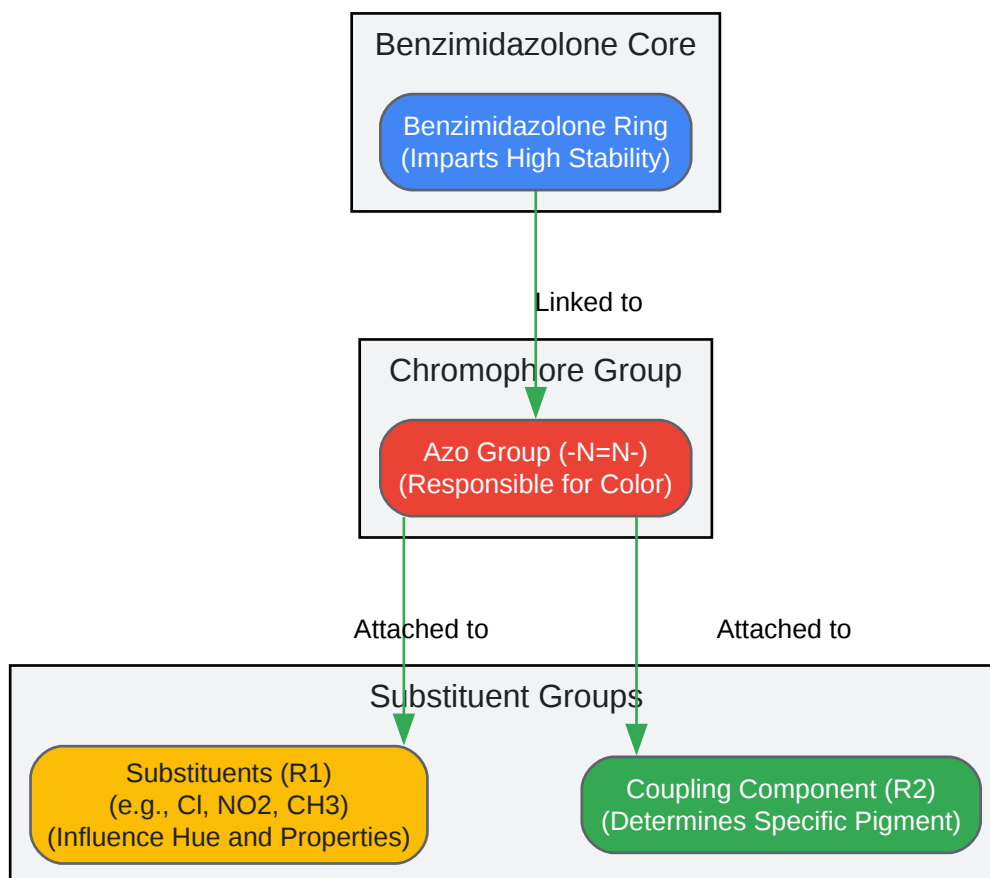 Benzimidazolone Core
Benzimidazolone Ring
(Imparts High Stability)
Linked to
Chromophore Group
Azo Group (-N=N-)
(Responsible for Color)
Attached to
Attached to
Substituent Groups
Substituents (R1)
(e.g., Cl, NO2, CH3)
(Influence Hue and Properties)
Coupling Component (R2)
(Determines Specific Pigment)